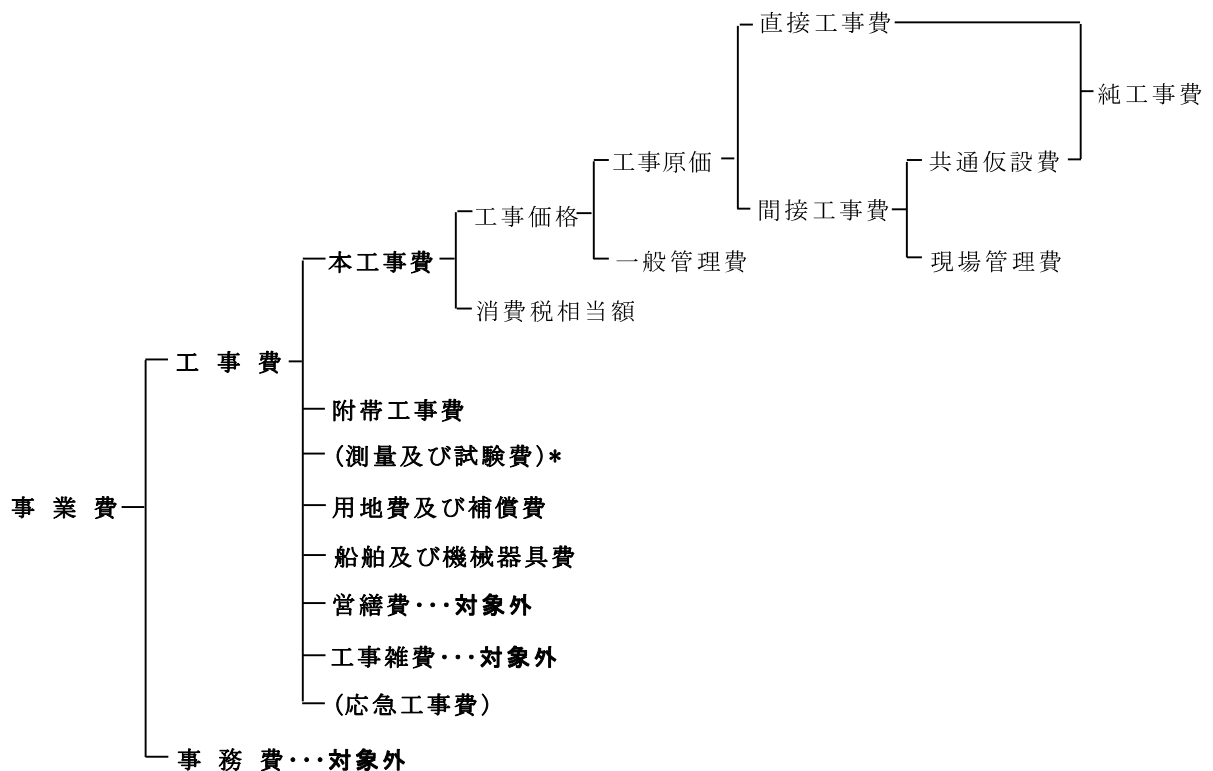 直接工事費
純工事費
工事原価
共通仮設費
工事価格
間接工事費
本工事費
一般管理費
現場管理費
消費税相当額
工事費
附帯工事費
(測量及び試験費)*
事業費
用地費及び補償費
船舶及び機械器具費
営繕費･･･対象外
工事雑費･･･対象外
(応急工事費)
事務費･･･対象外